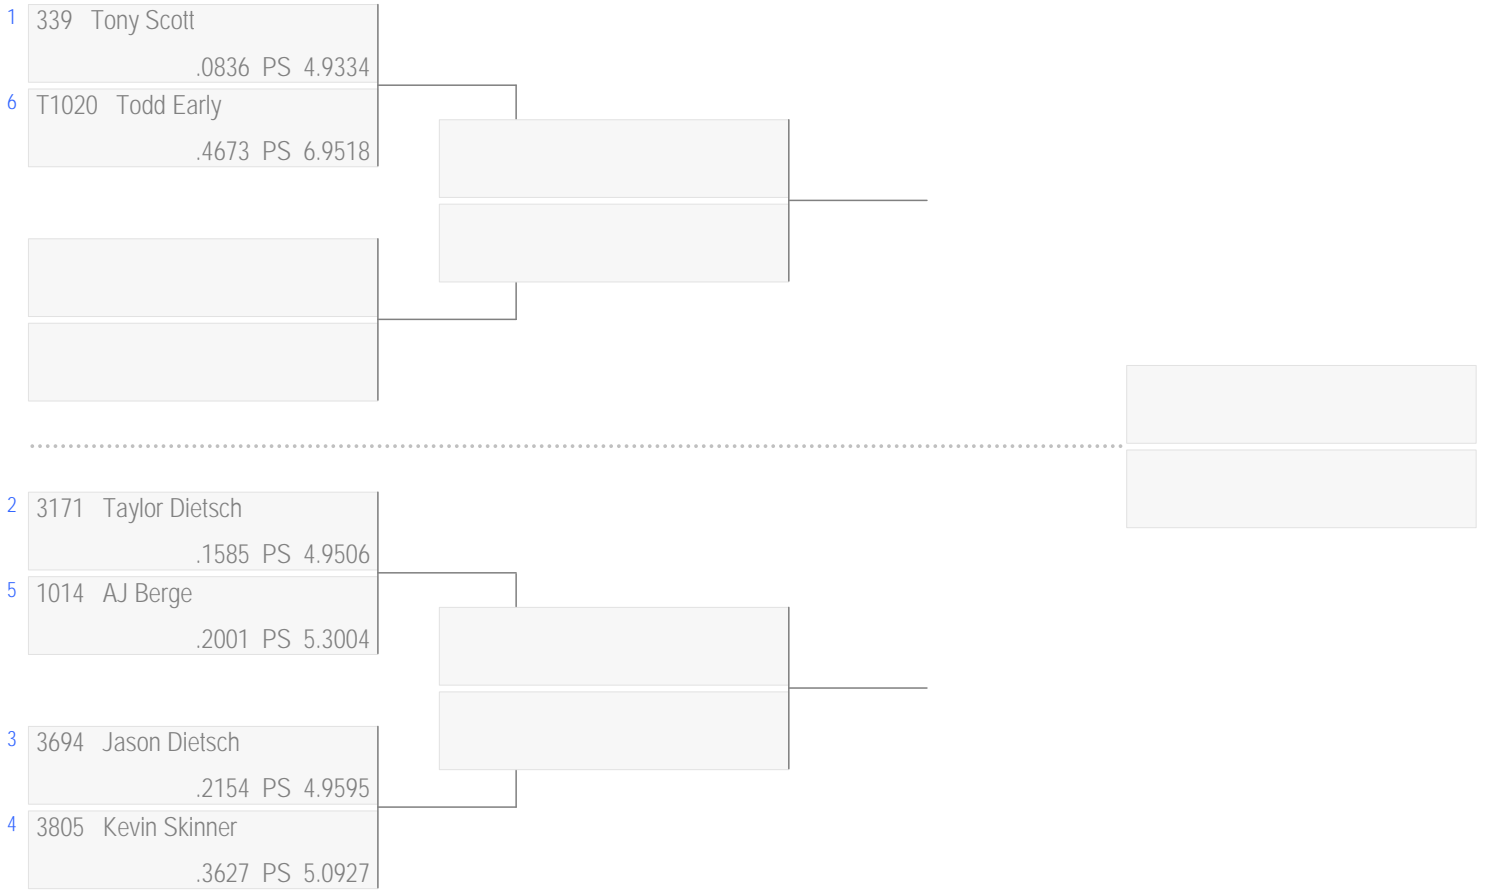 1 339 Tony Scott
.0836 PS 4.9334
6 T1020 Todd Early
.4673 PS 6.9518
2 3171 Taylor Dietsch
.1585 PS 4.9506
5 1014 AJ Berge
.2001 PS 5.3004
3 3694 Jason Dietsch
.2154 PS 4.9595
4 3805 Kevin Skinner
.3627 PS 5.0927